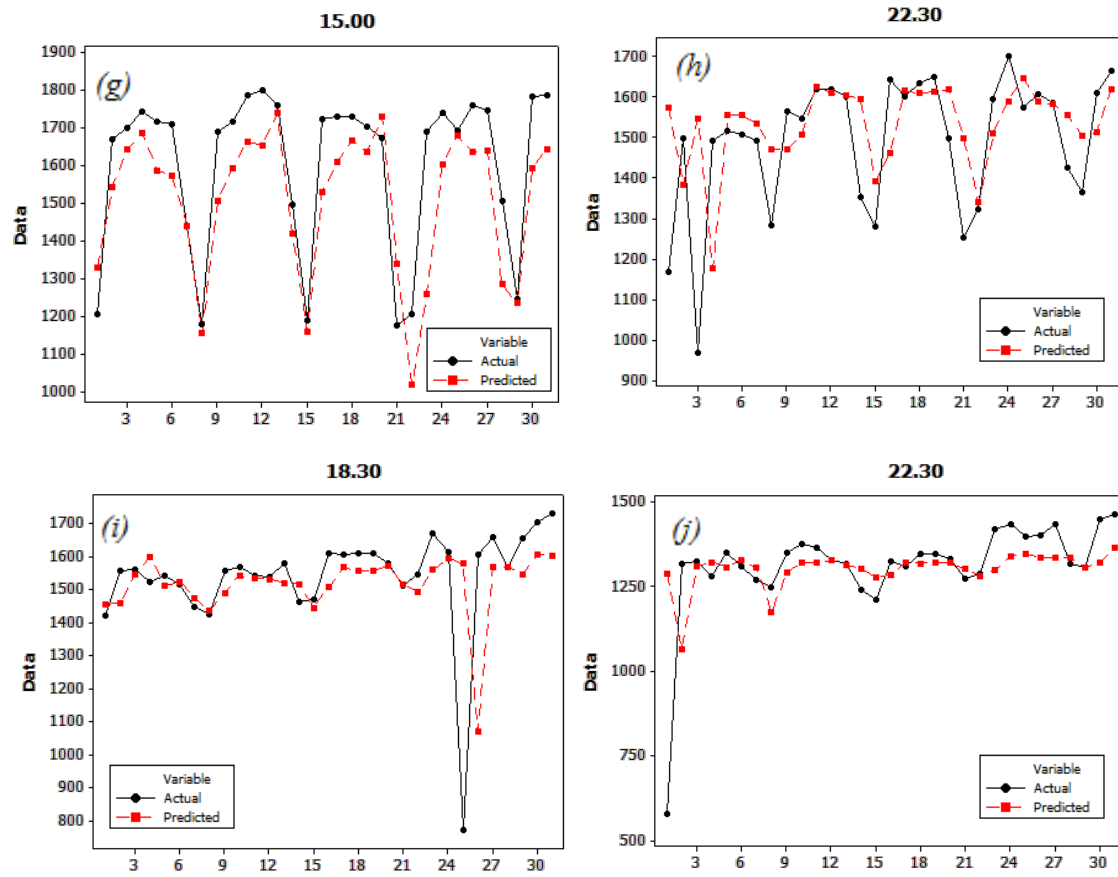 15.00
(g)
1900
1800
1700
1600
1500
1400
1300
1200
1100
1000
Data
Variable
Actual
Predicted
3 6 9 12 15 18 21 24 27 30
22.30
(h)
1700
1600
1500
1400
1300
1200
1100
1000
900
Data
Variable
Actual
Predicted
3 6 9 12 15 18 21 24 27 30
18.30
(i)
1700
1600
1500
1400
1300
1200
1100
1000
900
800
Data
Variable
Actual
Predicted
3 6 9 12 15 18 21 24 27 30
22.30
(j)
1500
1250
1000
750
500
Data
Variable
Actual
Predicted
3 6 9 12 15 18 21 24 27 30